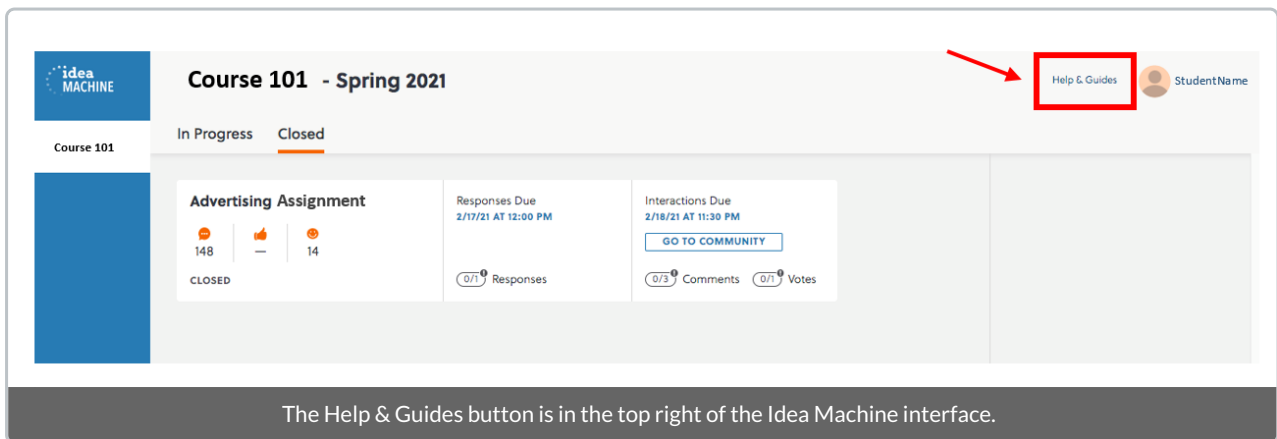 idea
MACHINE
Course 101 - Spring 2021
Help & Guides
StudentName
Course 101
In Progress Closed
Advertising Assignment
148 — 14
CLOSED
Responses Due
2/17/21 AT 12:00 PM
0/1 Responses
Interactions Due
2/18/21 AT 11:30 PM
GO TO COMMUNITY
0/3 Comments 0/1 Votes
The Help & Guides button is in the top right of the Idea Machine interface.